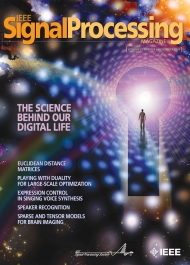 IEEE
SignalProcessing
MAGAZINE
THE SCIENCE
BEHIND OUR
DIGITAL LIFE
EUCLIDEAN DISTANCE
MATRICES
PLAYING WITH DUALITY
FOR LARGE-SCALE OPTIMIZATION
EXPRESSION CONTROL
IN SINGING VOICE SYNTHESIS
SPEAKER RECOGNITION
SPARSE AND TENSOR MODELS
FOR BRAIN IMAGING
IEEE